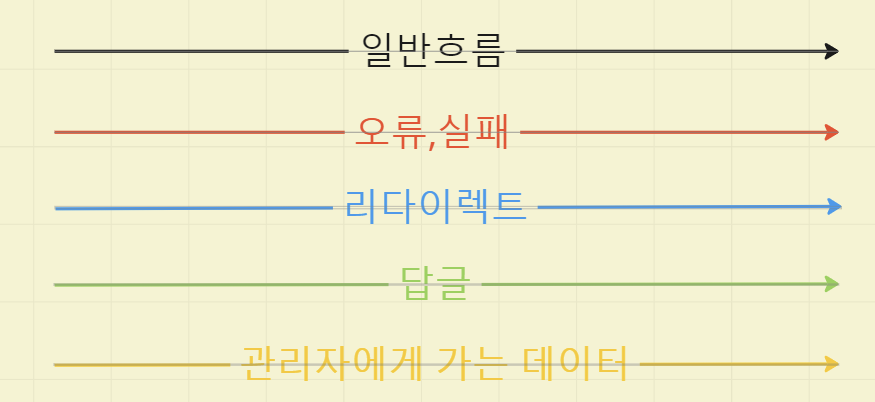 일반흐름
오류,실패
리다이렉트
답글
관리자에게 가는 데이터